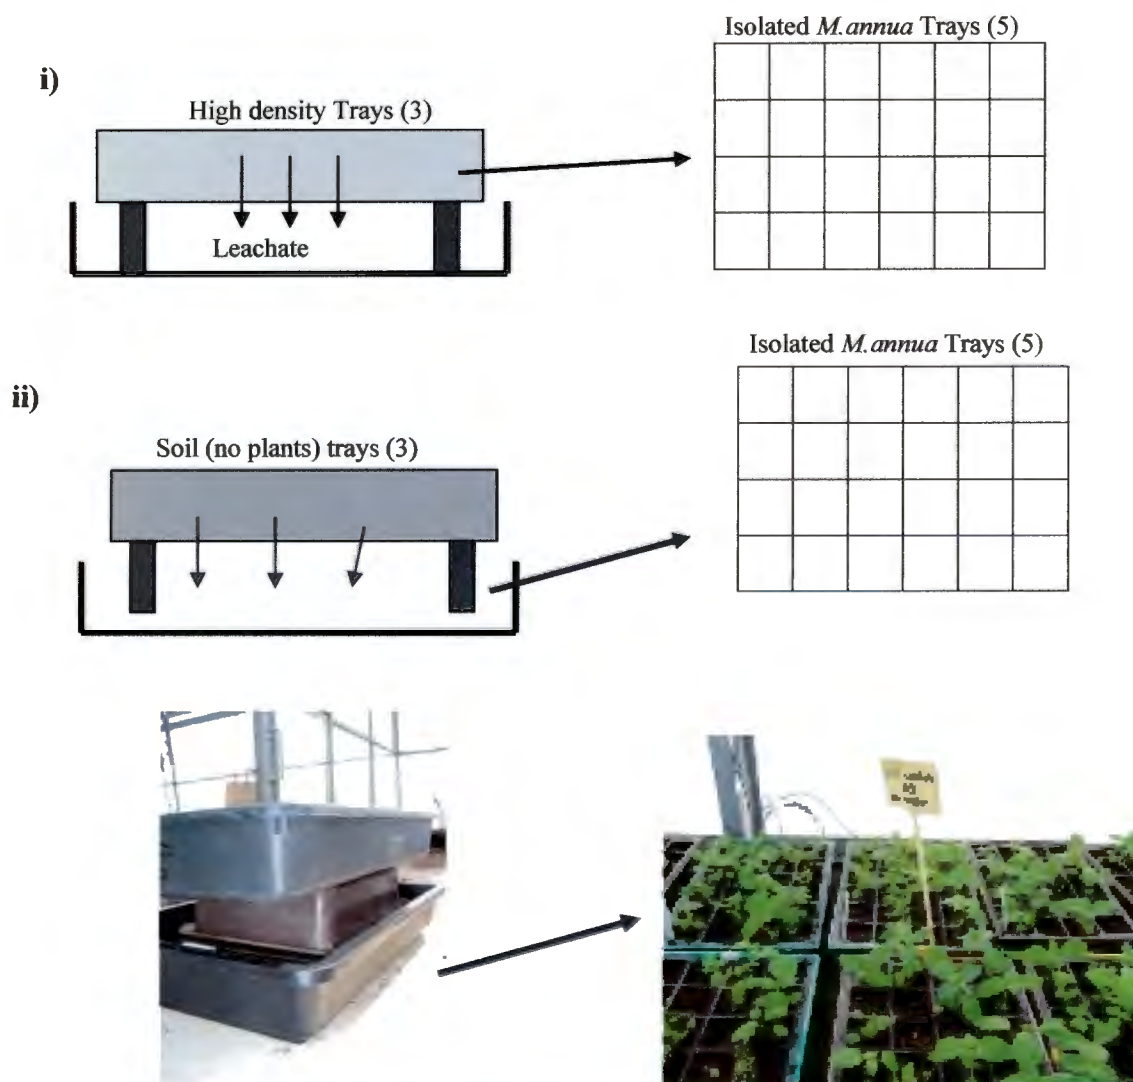 Isolated M.annua Trays (5)
i)
High density Trays (3)
Leachate
Isolated M.annua Trays (5)
ii)
Soil (no plants) trays (3)